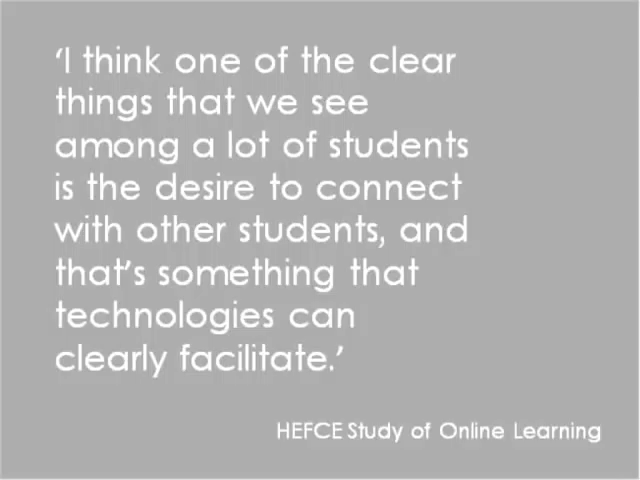 ‘I think one of the clear
things that we see
among a lot of students
is the desire to connect
with other students, and
that’s something that
technologies can
clearly facilitate.’
HEFCE Study of Online Learning